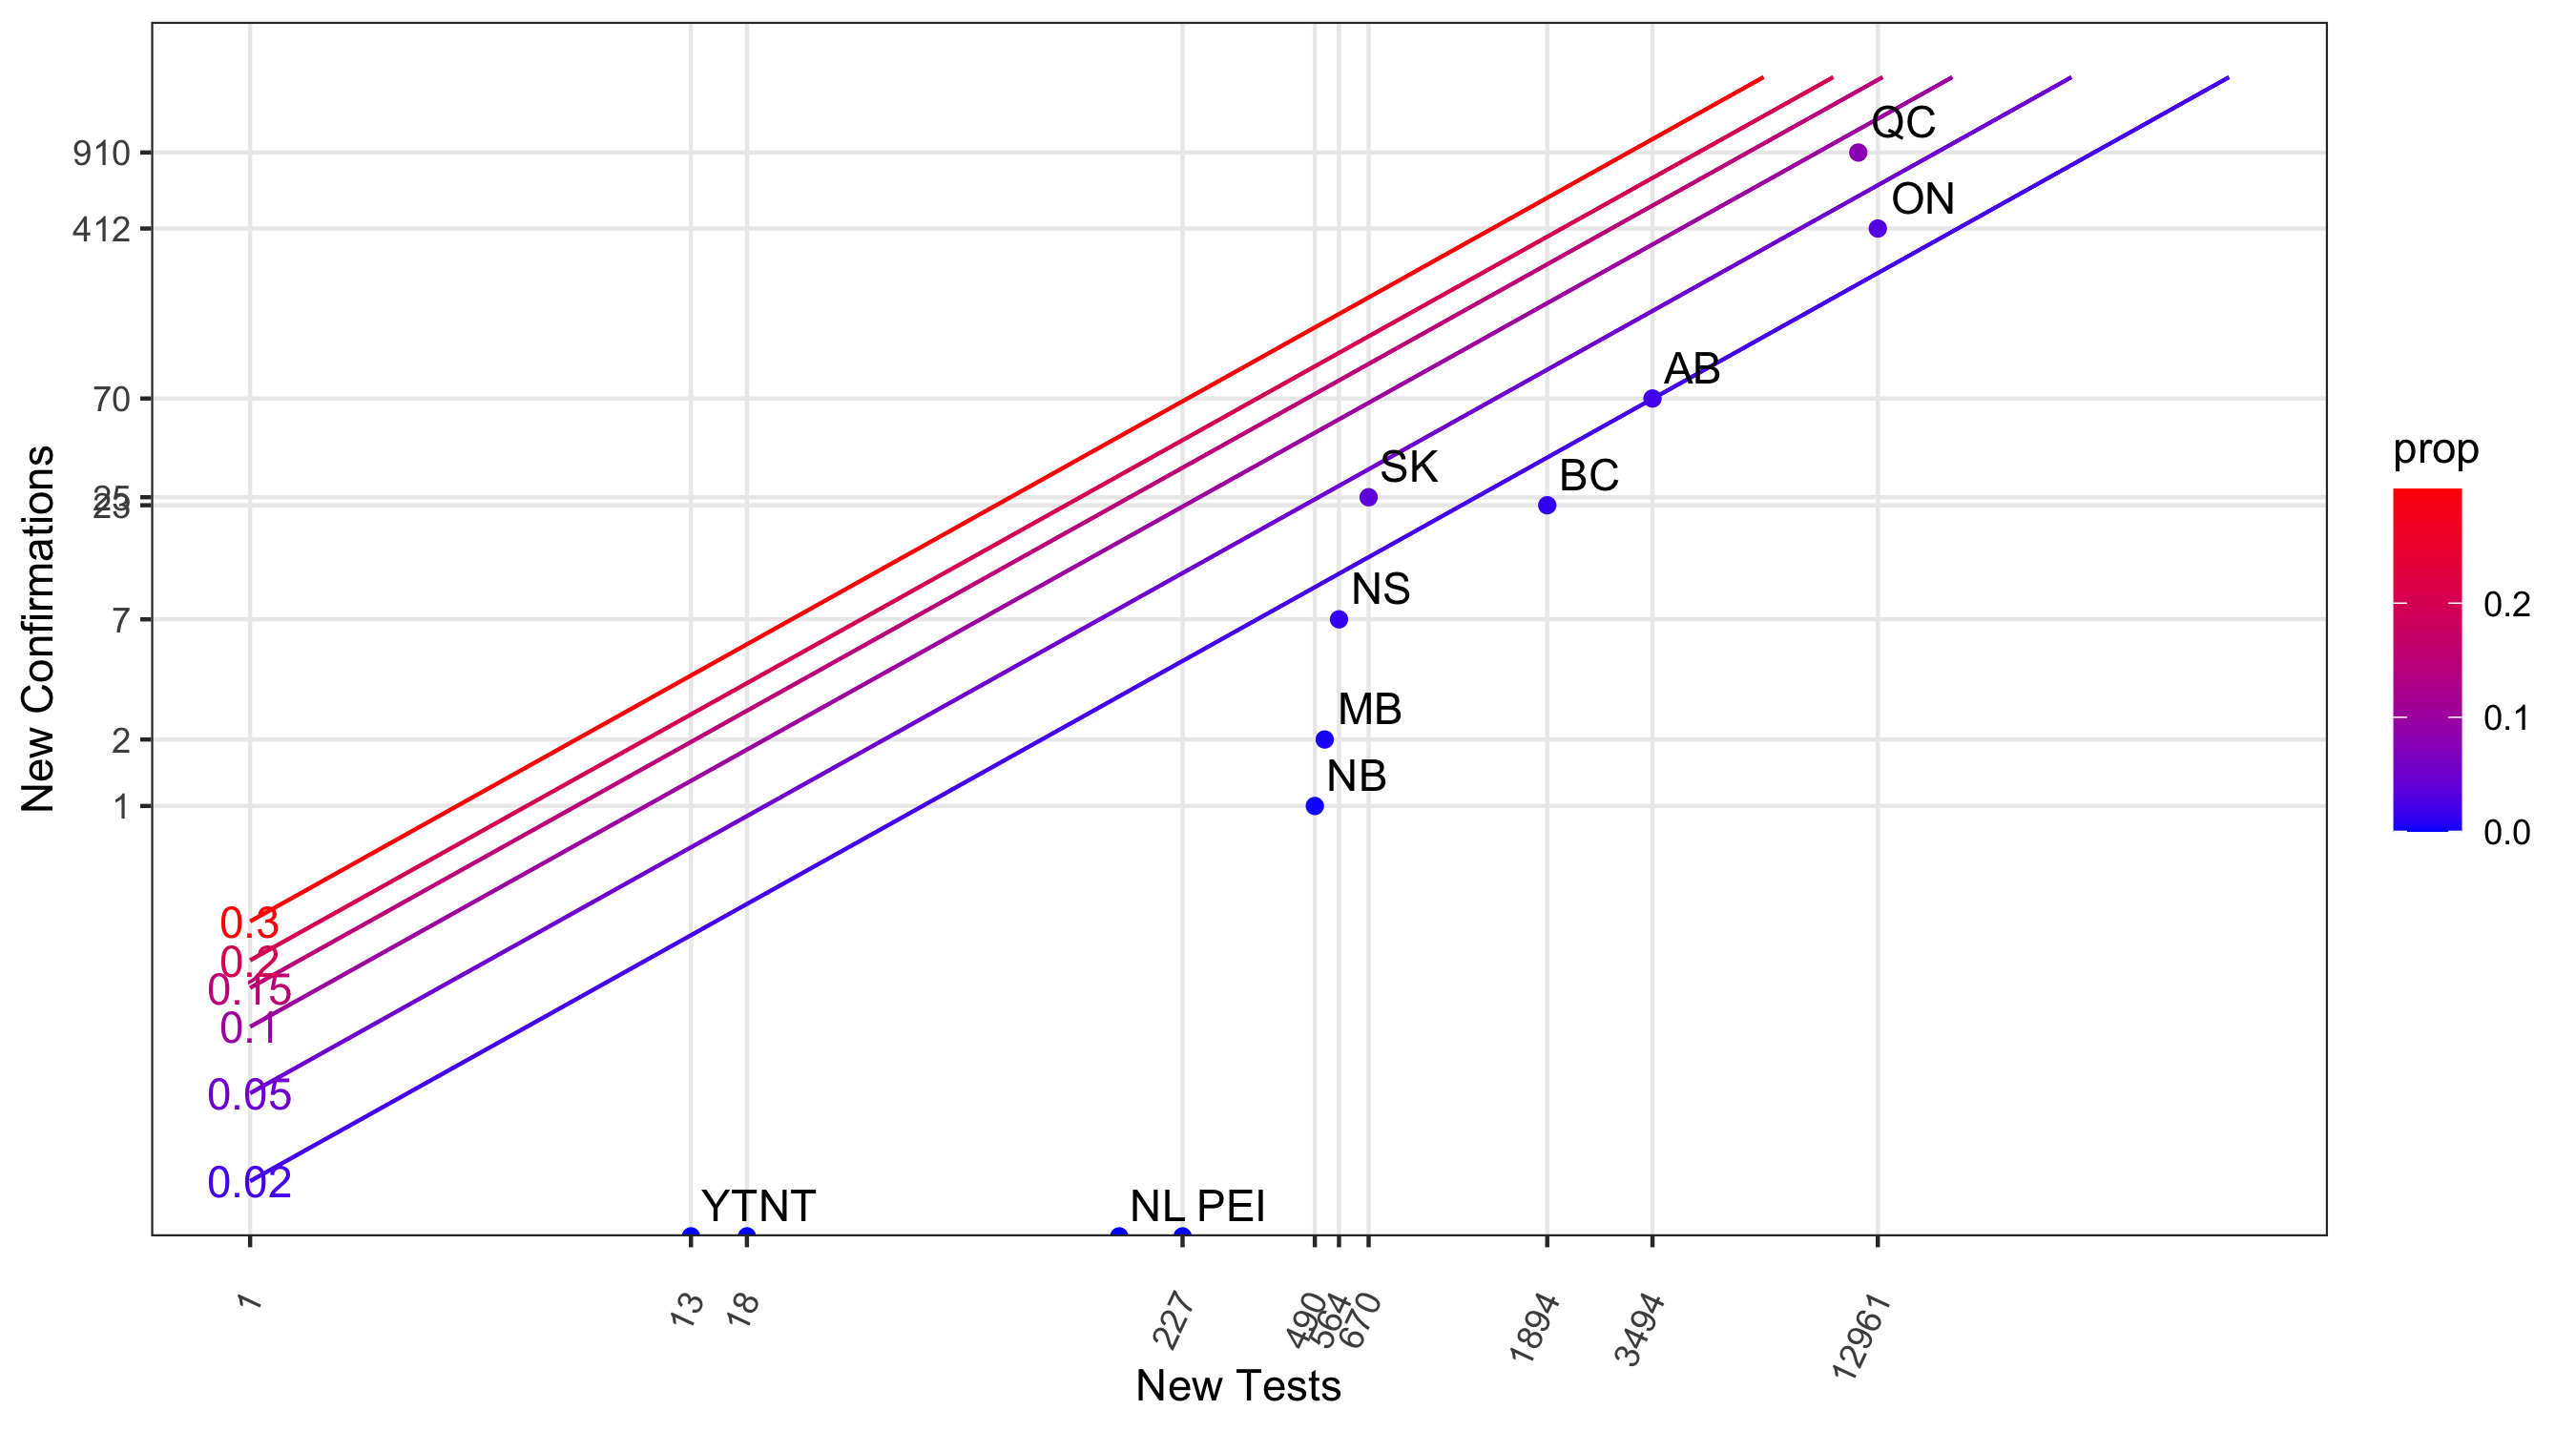 910
412
70
25
23
7
2
1
New Confirmations
QC
ON
AB
SK
BC
NS
MB
NB
0.3
0.2
0.15
0.1
0.05
0.02
YT NT NL PEI
1 13 18 227 490 564 670 1894 3494 12961
New Tests
prop
0.2
0.1
0.0